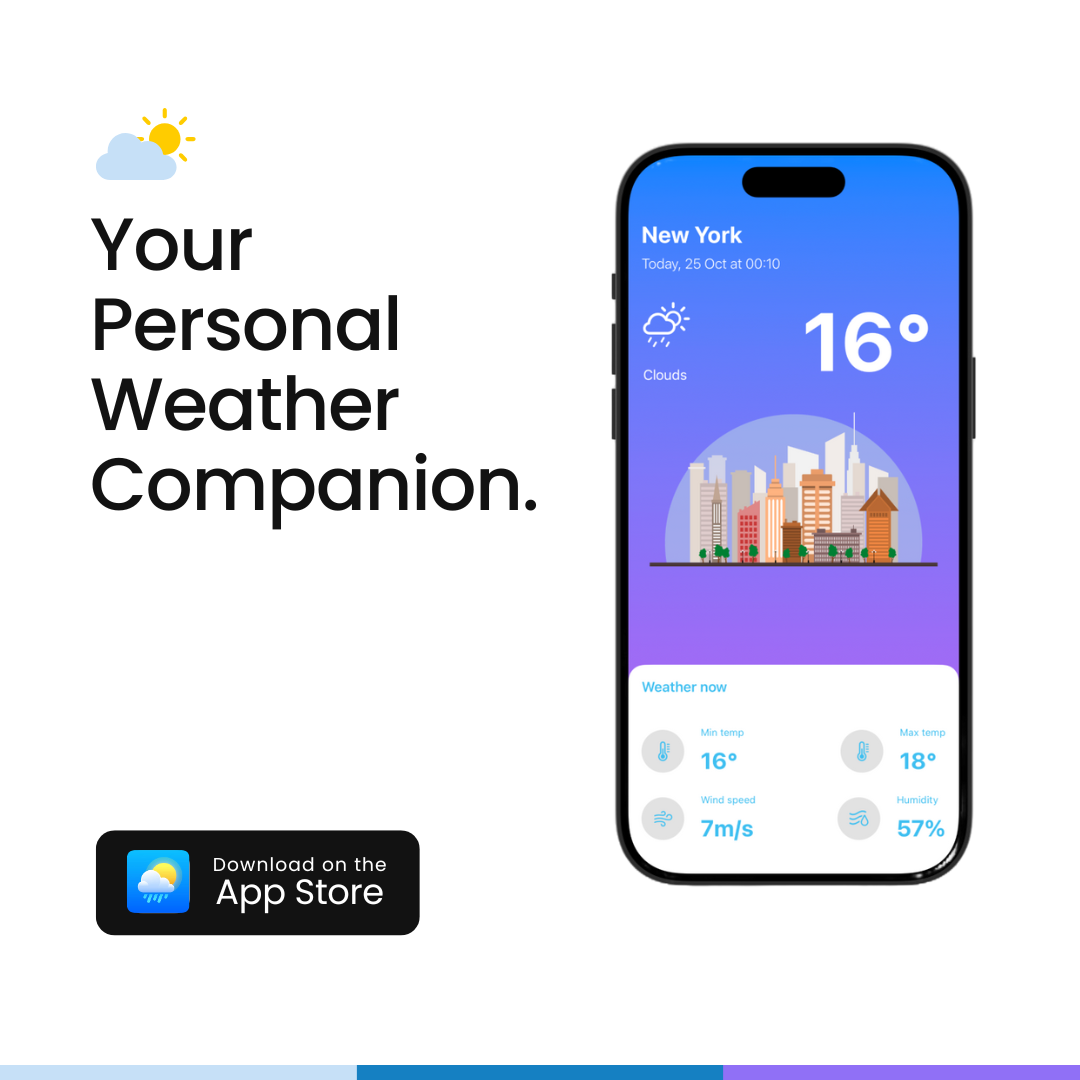 Your
Personal
Weather
Companion.
Download on the
App Store
New York
Today, 25 Oct at 00:10
16°
Clouds
Weather now
Min temp
16°
Max temp
18°
Wind speed
7m/s
Humidity
57%